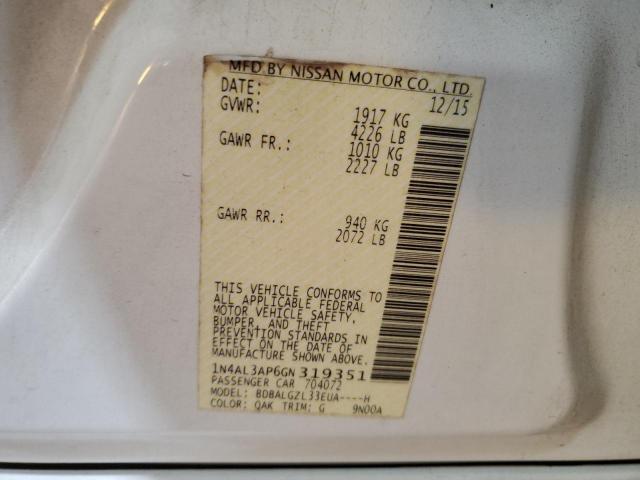 MFD BY NISSAN MOTOR CO., LTD.
DATE: 12/15
GVWR: 1917 KG
4226 LB
GAWR FR.: 1010 KG
2227 LB
GAWR RR.: 940 KG
2072 LB
THIS VEHICLE CONFORMS TO
ALL APPLICABLE FEDERAL
MOTOR VEHICLE SAFETY,
BUMPER, AND THEFT
PREVENTION STANDARDS IN
EFFECT ON THE DATE OF
MANUFACTURE SHOWN ABOVE.
1N4AL3AP6GN 319351
PASSENGER CAR 704072
MODEL: BDBALGZL33EUA----H
COLOR: QAK TRIM: G 9N00A